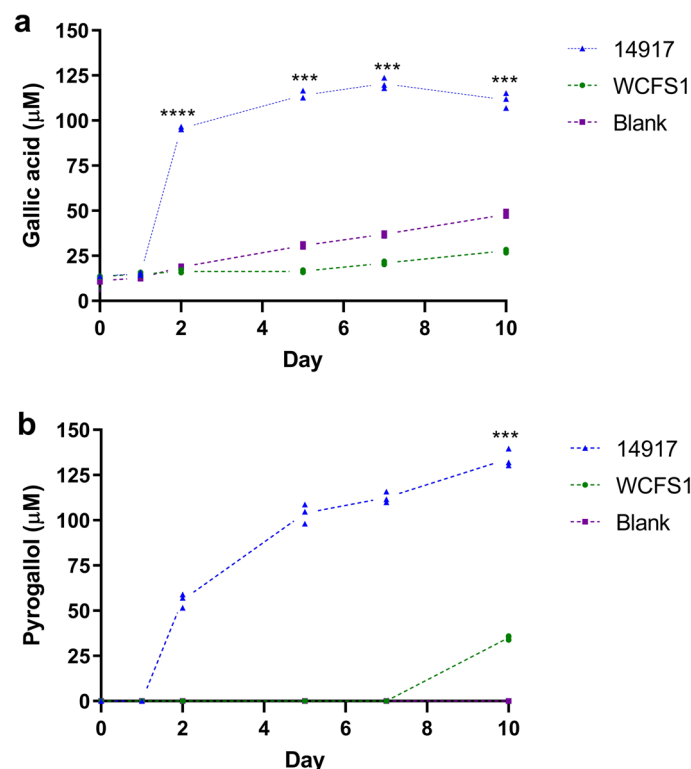 a
150
125
100
75
50
25
0
Gallic acid (μM)
**** *** *** ***
0 2 4 6 8 10
Day
14917
WCFS1
Blank
b
150
125
100
75
50
25
0
Pyrogallol (μM)
***
0 2 4 6 8 10
Day
14917
WCFS1
Blank